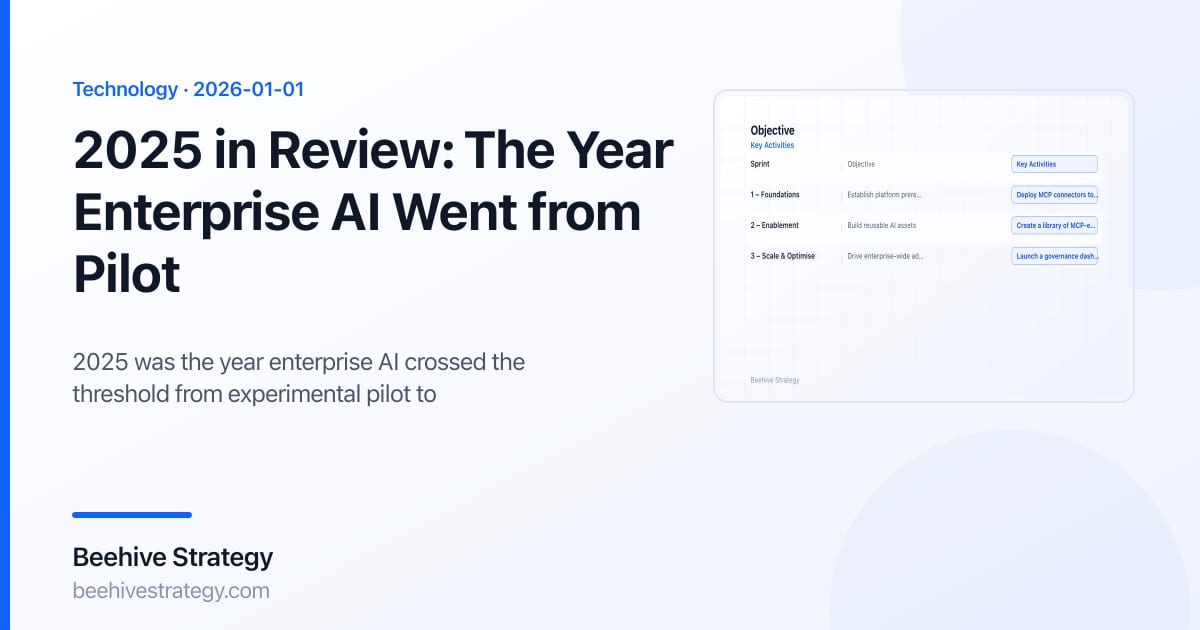 Technology · 2026-01-01
2025 in Review: The Year
Enterprise AI Went from
Pilot
2025 was the year enterprise AI crossed the
threshold from experimental pilot to
Beehive Strategy
beehivestrategy.com
Objective
Key Activities
Sprint Objective Key Activities
1 – Foundations Establish platform prere... Deploy MCP connectors to...
2 – Enablement Build reusable AI assets Create a library of MCP-e...
3 – Scale & Optimise Drive enterprise-wide ad... Launch a governance dash...
Beehive Strategy